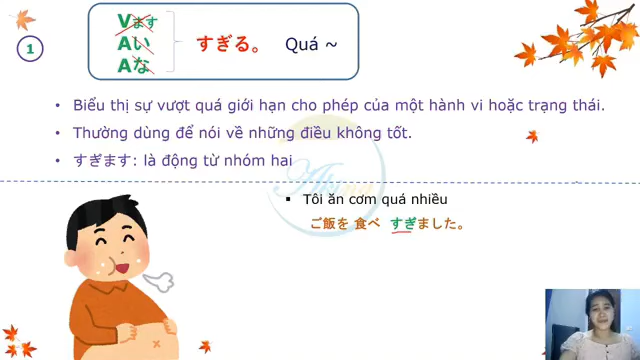 1
Vます
Aい
Aな
すぎる。 Quá ~
• Biểu thị sự vượt quá giới hạn cho phép của một hành vi hoặc trạng thái.
• Thường dùng để nói về những điều không tốt.
• すぎます: là động từ nhóm hai
Akina
▪ Tôi ăn cơm quá nhiều
ご飯を 食べ すぎました。